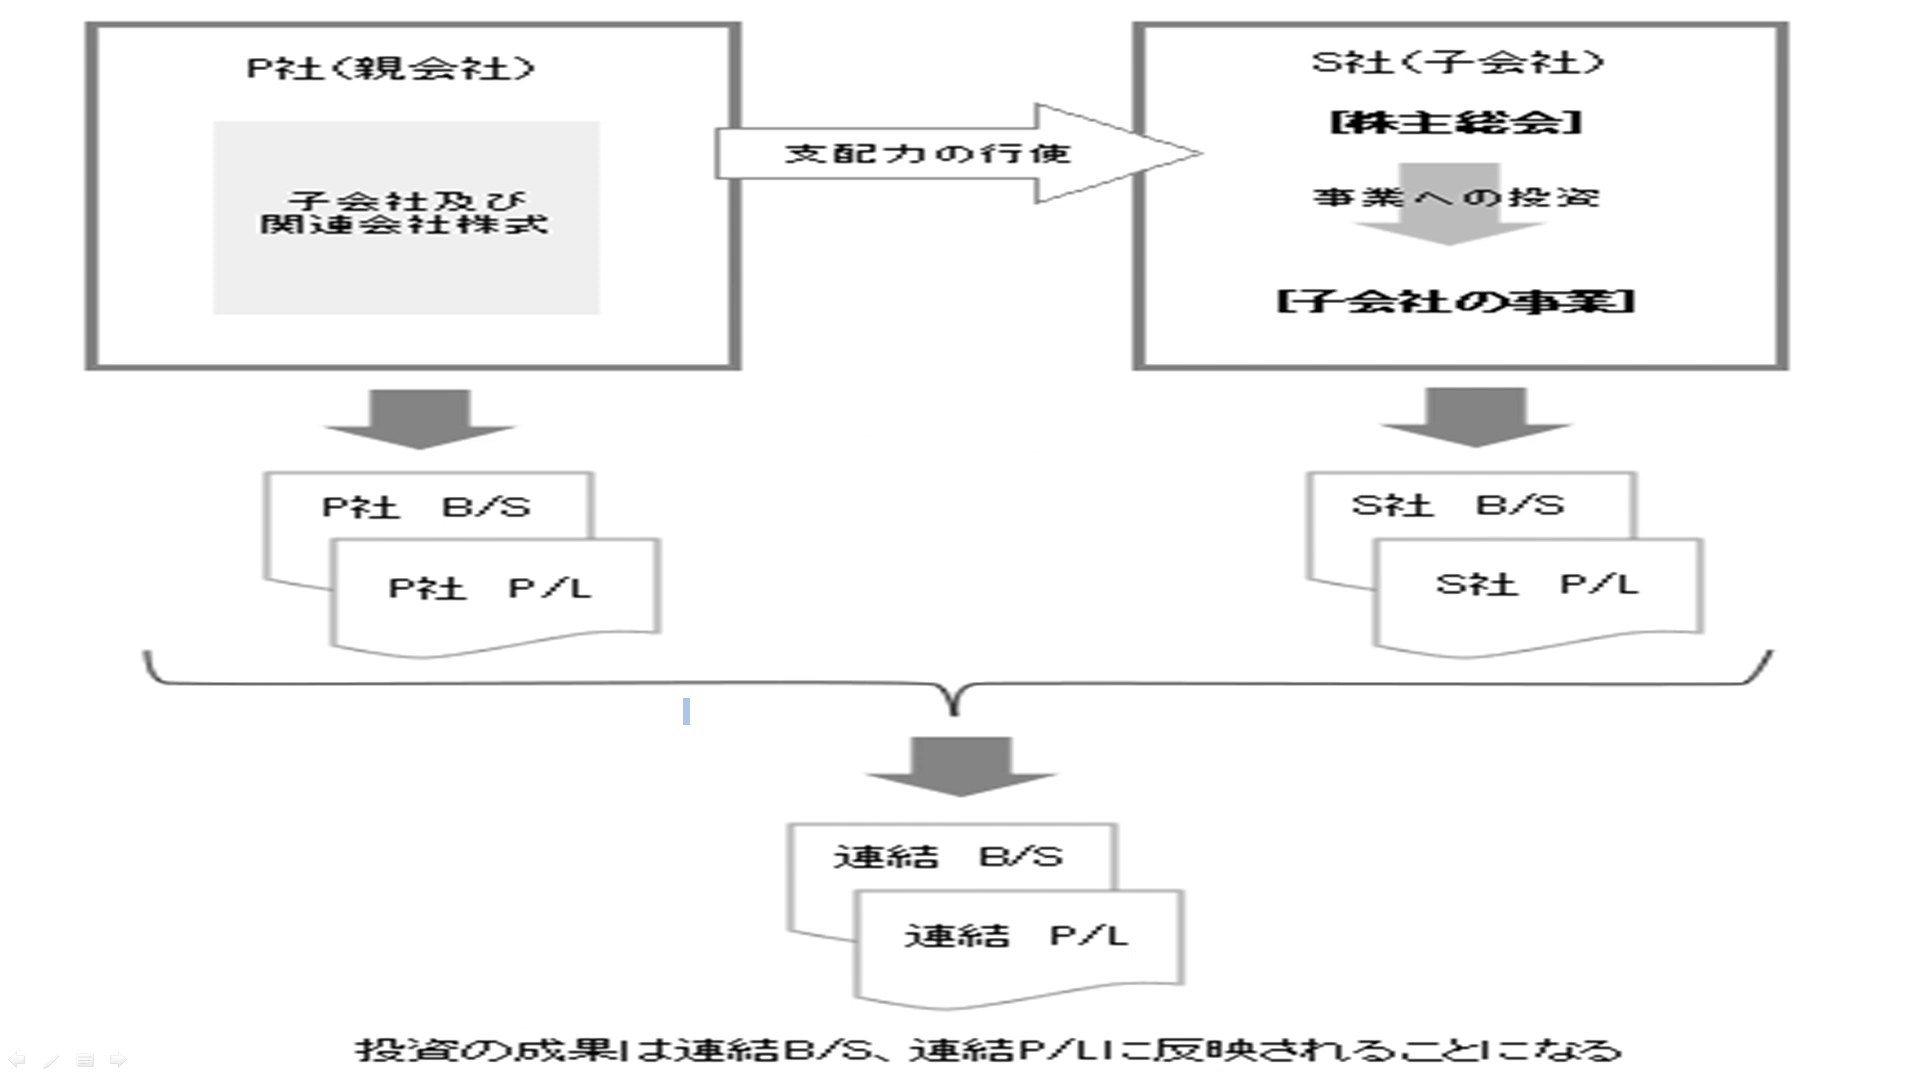 P社(親会社)
子会社及び
関連会社株式
支配力の行使
S社(子会社)
[株主総会]
事業への投資
[子会社の事業]
P社 B/S
P社 P/L
S社 B/S
S社 P/L
連結 B/S
連結 P/L
投資の成果は連結B/S、連結P/Lに反映されることになる